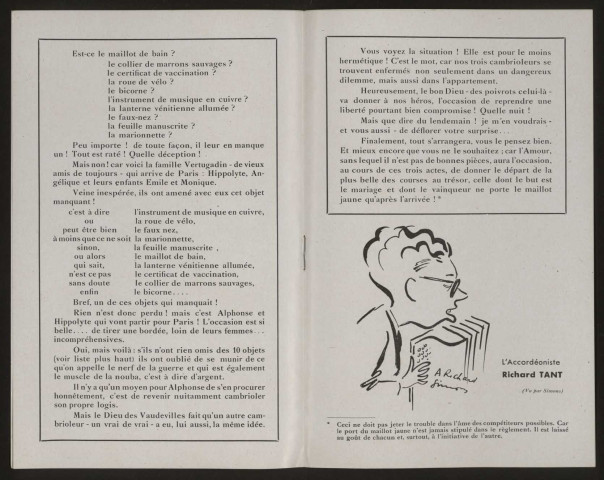 Est-ce le maillot de bain ?
le collier de marrons sauvages ?
le certificat de vaccination ?
la roue de vélo ?
le bicorne ?
l'instrument de musique en cuivre ?
la lanterne vénitienne allumée ?
le faux-nez ?
la feuille manuscrite ?
la marionnette ?
Peu importe ! de toute façon, il leur en manque
un ! Tout est raté ! Quelle déception !
Mais non ! car voici la famille Vertugadin - de vieux
amis de toujours - qui arrive de Paris : Hippolyte, An-
gélique et leurs enfants Emile et Monique.
Veine inespérée, ils ont amené avec eux cet objet
manquant !
c'est à dire l'instrument de musique en cuivre,
ou la roue de vélo,
peut être bien le faux nez,
à moins que ce ne soit la marionnette,
sinon, la feuille manuscrite ,
ou alors le maillot de bain,
qui sait, la lanterne vénitienne allumée,
n'est ce pas le certificat de vaccination,
sans doute le collier de marrons sauvages,
enfin le bicorne....
Bref, un de ces objets qui manquait !
Rien n'est donc perdu ! mais c'est Alphonse et
Hippolyte qui vont partir pour Paris ! L'occasion est si
belle.... de tirer une bordée, loin de leurs femmes...
incompréhensives.
Oui, mais voilà : s'ils n'ont rien omis des 10 objets
(voir liste plus haut) ils ont oublié de se munir de ce
qu'on appelle le nerf de la guerre et qui est également
le muscle de la nouba, c'est à dire d'argent.
Il n'y a qu'un moyen pour Alphonse de s'en procurer
honnêtement, c'est de revenir nuitamment cambrioler
son propre logis.
Mais le Dieu des Vaudevilles fait qu'un autre cam-
brioleur - un vrai de vrai - a eu, lui aussi, la même idée.
Vous voyez la situation ! Elle est pour le moins
hermétique ! C'est le mot, car nos trois cambrioleurs se
trouvent enfermés non seulement dans un dangereux
dilemme, mais aussi dans l'appartement.
Heureusement, le bon Dieu - des poivrots celui-là -
va donner à nos héros, l'occasion de reprendre une
liberté pourtant bien compromise ! Quelle nuit !
Mais que dire du lendemain ! je m'en voudrais -
et vous aussi - de déflorer votre surprise...
Finalement, tout s'arrangera, vous le pensez bien.
Et mieux encore que vous ne le souhaitez ; car l'Amour,
sans lequel il n'est pas de bonnes pièces, aura l'occasion,
au cours de ces trois actes, de donner le départ de la
plus belle des courses au trésor, celle dont le but est
le mariage et dont le vainqueur ne porte le maillot
jaune qu'après l'arrivée ! *
A Richard
Simos
L'Accordéoniste
Richard TANT
(Vu par Simos)
* Ceci ne doit pas jeter le trouble dans l'âme des compétiteurs possibles. Car
le port du maillot jaune n'est jamais stipulé dans le règlement. Il est laissé
au goût de chacun et, surtout, à l'initiative de l'autre.